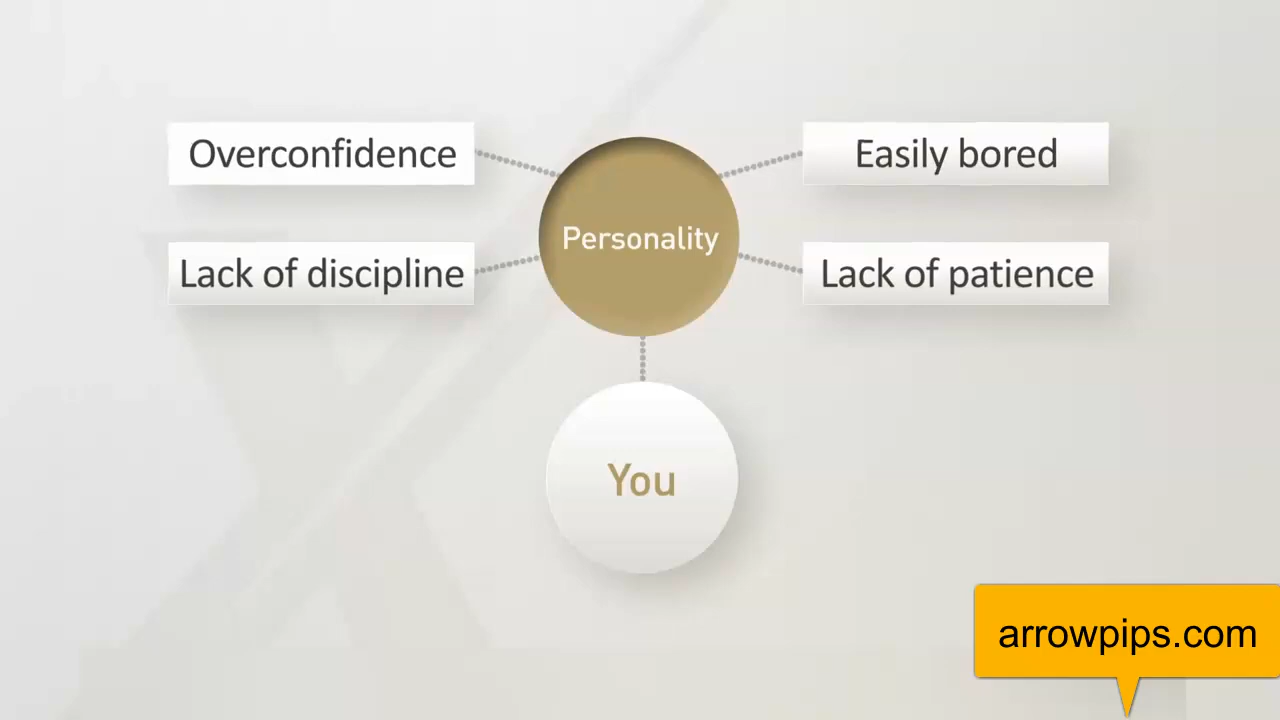 Overconfidence
Easily bored
Personality
Lack of discipline
Lack of patience
You
arrowpips.com